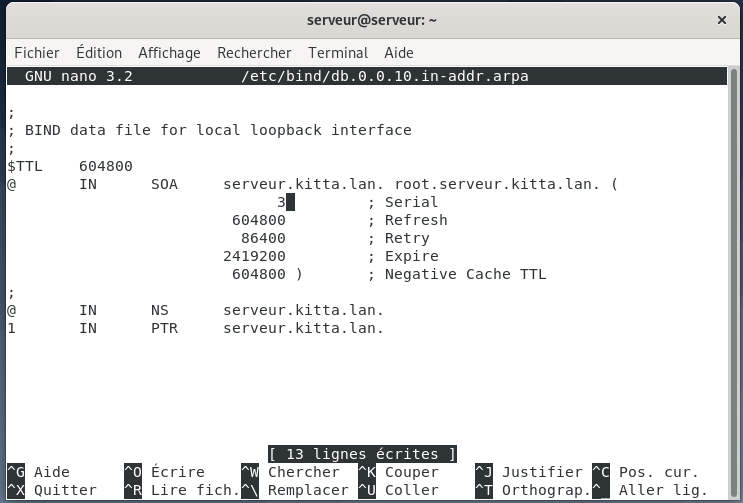 serveur@serveur: ~ ×
Fichier Édition Affichage Rechercher Terminal Aide
GNU nano 3.2 /etc/bind/db.0.0.10.in-addr.arpa
;
; BIND data file for local loopback interface
;
$TTL 604800
@ IN SOA serveur.kitta.lan. root.serveur.kitta.lan. (
3 ; Serial
604800 ; Refresh
86400 ; Retry
2419200 ; Expire
604800 ) ; Negative Cache TTL
;
@ IN NS serveur.kitta.lan.
1 IN PTR serveur.kitta.lan.
[ 13 lignes écrites ]
^G Aide ^O Écrire ^W Chercher ^K Couper ^J Justifier ^C Pos. cur.
^X Quitter ^R Lire fich. ^\ Remplacer ^U Coller ^T Orthograp. ^_ Aller lig.